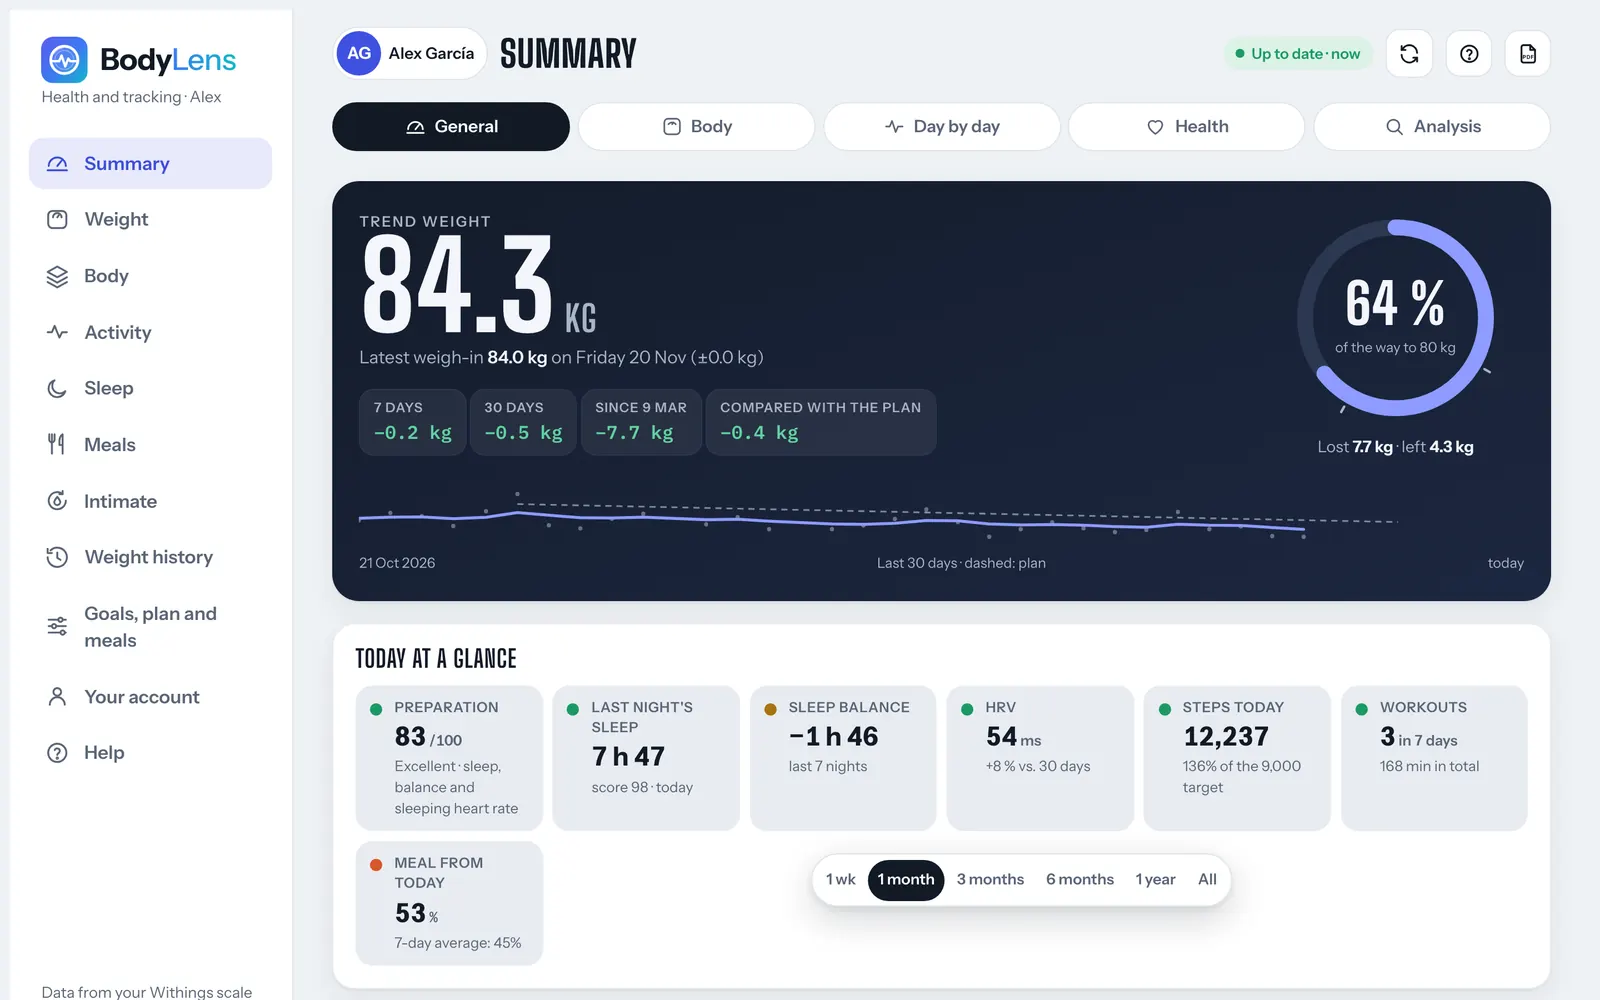 BodyLens
Health and tracking · Alex
Summary
Weight
Body
Activity
Sleep
Meals
Intimate
Weight history
Goals, plan and
meals
Your account
Help
Data from your Withings scale
AG
Alex García
SUMMARY
Up to date · now
PDF
General
Body
Day by day
Health
Analysis
TREND WEIGHT
84.3 KG
Latest weigh-in 84.0 kg on Friday 20 Nov (±0.0 kg)
7 DAYS
−0.2 kg
30 DAYS
−0.5 kg
SINCE 9 MAR
−7.7 kg
COMPARED WITH THE PLAN
−0.4 kg
64 %
of the way to 80 kg
Lost 7.7 kg · left 4.3 kg
21 Oct 2026
Last 30 days · dashed: plan
today
TODAY AT A GLANCE
PREPARATION
83 /100
Excellent · sleep,
balance and
sleeping heart rate
LAST NIGHT'S
SLEEP
7 h 47
score 98 · today
SLEEP BALANCE
−1 h 46
last 7 nights
HRV
54 ms
+8 % vs. 30 days
STEPS TODAY
12,237
136% of the 9,000
target
WORKOUTS
3 in 7 days
168 min in total
MEAL FROM
TODAY
53 %
7-day average: 45%
1 wk
1 month
3 months
6 months
1 year
All